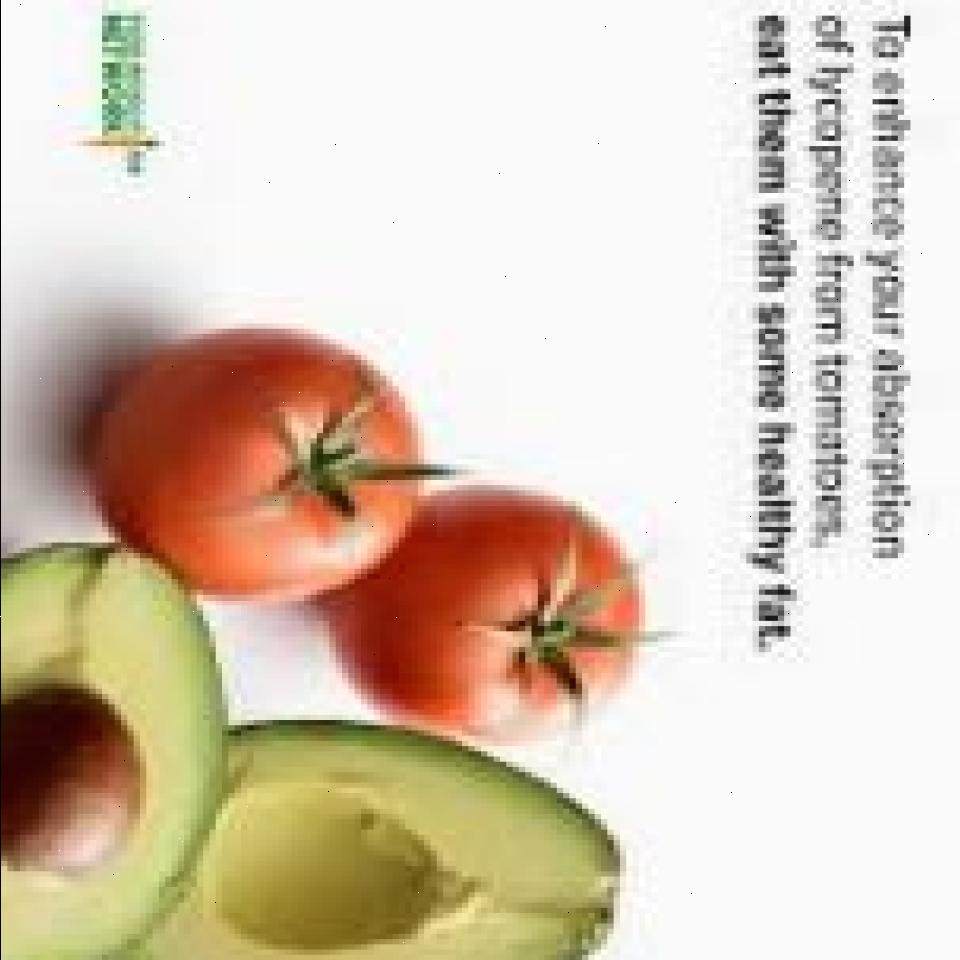 To enhance your absorption
of lycopene from tomatoes,
eat them with some healthy fat.